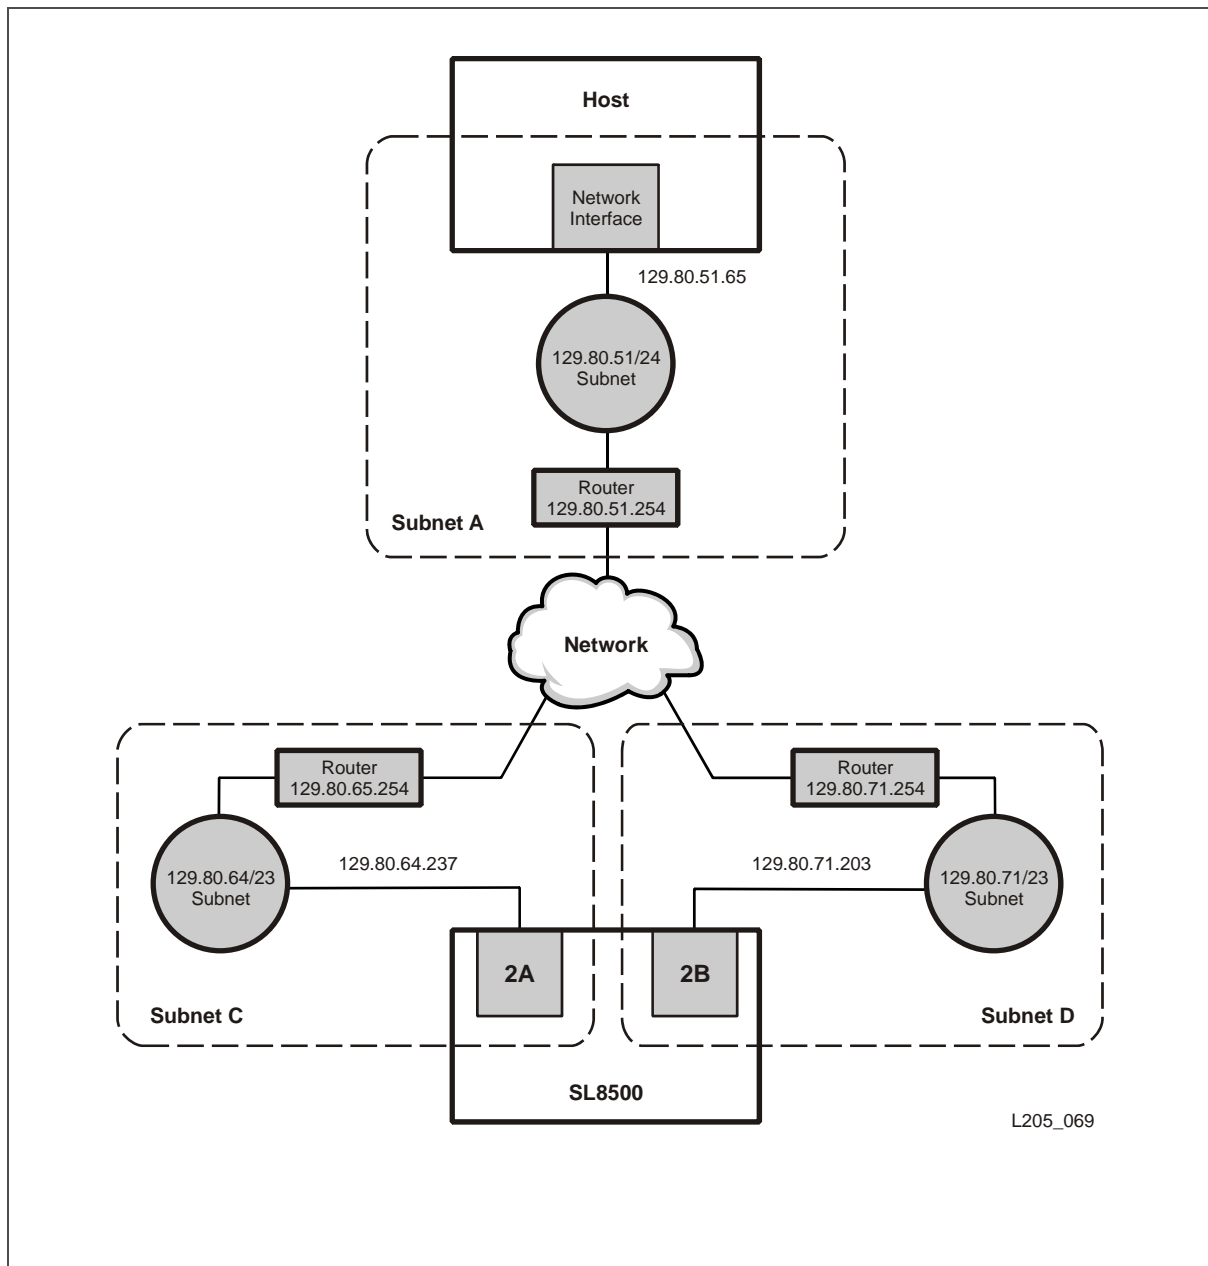 Host
Network
Interface
129.80.51.65
129.80.51/24
Subnet
Router
129.80.51.254
Subnet A
Network
Router
129.80.65.254
Router
129.80.71.254
129.80.64.237
129.80.71.203
129.80.64/23
Subnet
129.80.71/23
Subnet
2A
2B
Subnet C
Subnet D
SL8500
L205_069